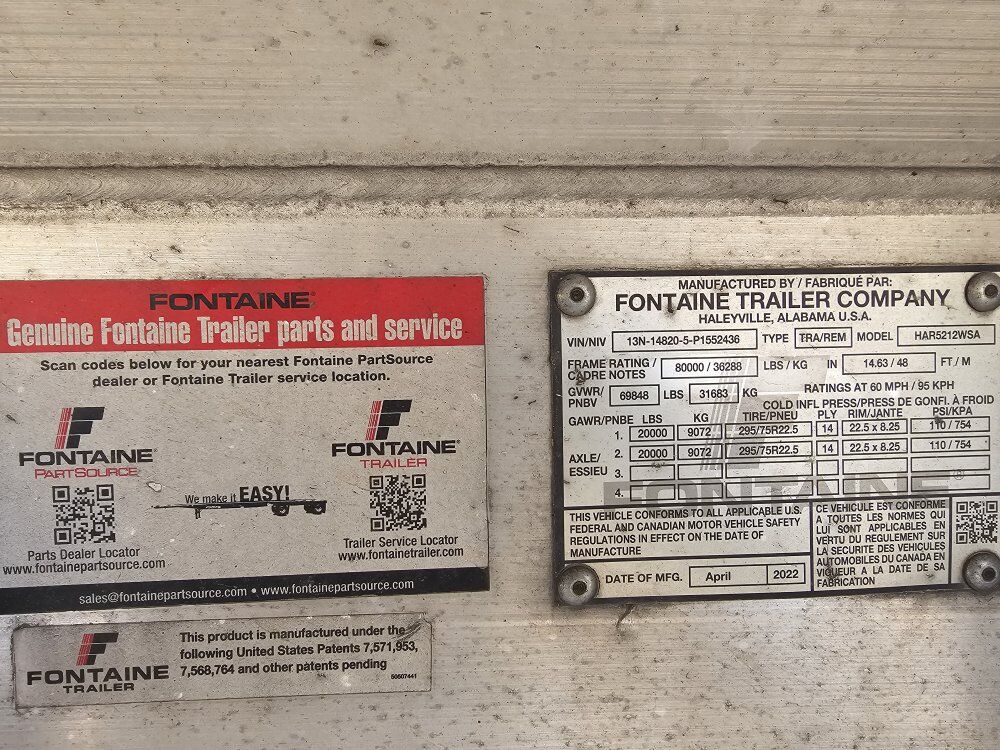 FONTAINE
Genuine Fontaine Trailer parts and service
Scan codes below for your nearest Fontaine PartSource
dealer or Fontaine Trailer service location.
FONTAINE
PARTSOURCE
Parts Dealer Locator
www.fontainepartsource.com
We make it EASY!
FONTAINE
TRAILER
Trailer Service Locator
www.fontainetrailer.com
sales@fontainepartsource.com • www.fontainepartsource.com
FONTAINE
TRAILER
This product is manufactured under the
following United States Patents 7,571,953,
7,568,764 and other patents pending
50507441
MANUFACTURED BY / FABRIQUÉ PAR:
FONTAINE TRAILER COMPANY
HALEYVILLE, ALABAMA U.S.A.
VIN/NIV 13N-14820-5-P1552436 TYPE TRA/REM MODEL HAR5212WSA
FRAME RATING / CADRE NOTES 80000 / 36288 LBS / KG IN 14.63 / 48 FT / M
GVWR/ PNBV 69848 LBS 31683 KG RATINGS AT 60 MPH / 95 KPH
COLD INFL PRESS/PRESS DE GONFL À FROID
GAWR/PNBE LBS KG TIRE/PNEU PLY RIM/JANTE PSI/KPA
1. 20000 9072 295/75R22.5 14 22.5 x 8.25 110 / 754
AXLE/ ESSIEU
2. 20000 9072 295/75R22.5 14 22.5 x 8.25 110 / 754
3.
4.
FONTAINE
THIS VEHICLE CONFORMS TO ALL APPLICABLE U.S.
FEDERAL AND CANADIAN MOTOR VEHICLE SAFETY
REGULATIONS IN EFFECT ON THE DATE OF
MANUFACTURE
DATE OF MFG. April 2022
CE VEHICULE EST CONFORME
A TOUTES LES NORMES QUI
LUI SONT APPLICABLES EN
VERTU DU REGULEMENT SUR
LA SECURITE DES VEHICULES
AUTOMOBILES DU CANADA EN
VIGUEUR A LA DATE DE SA
FABRICATION